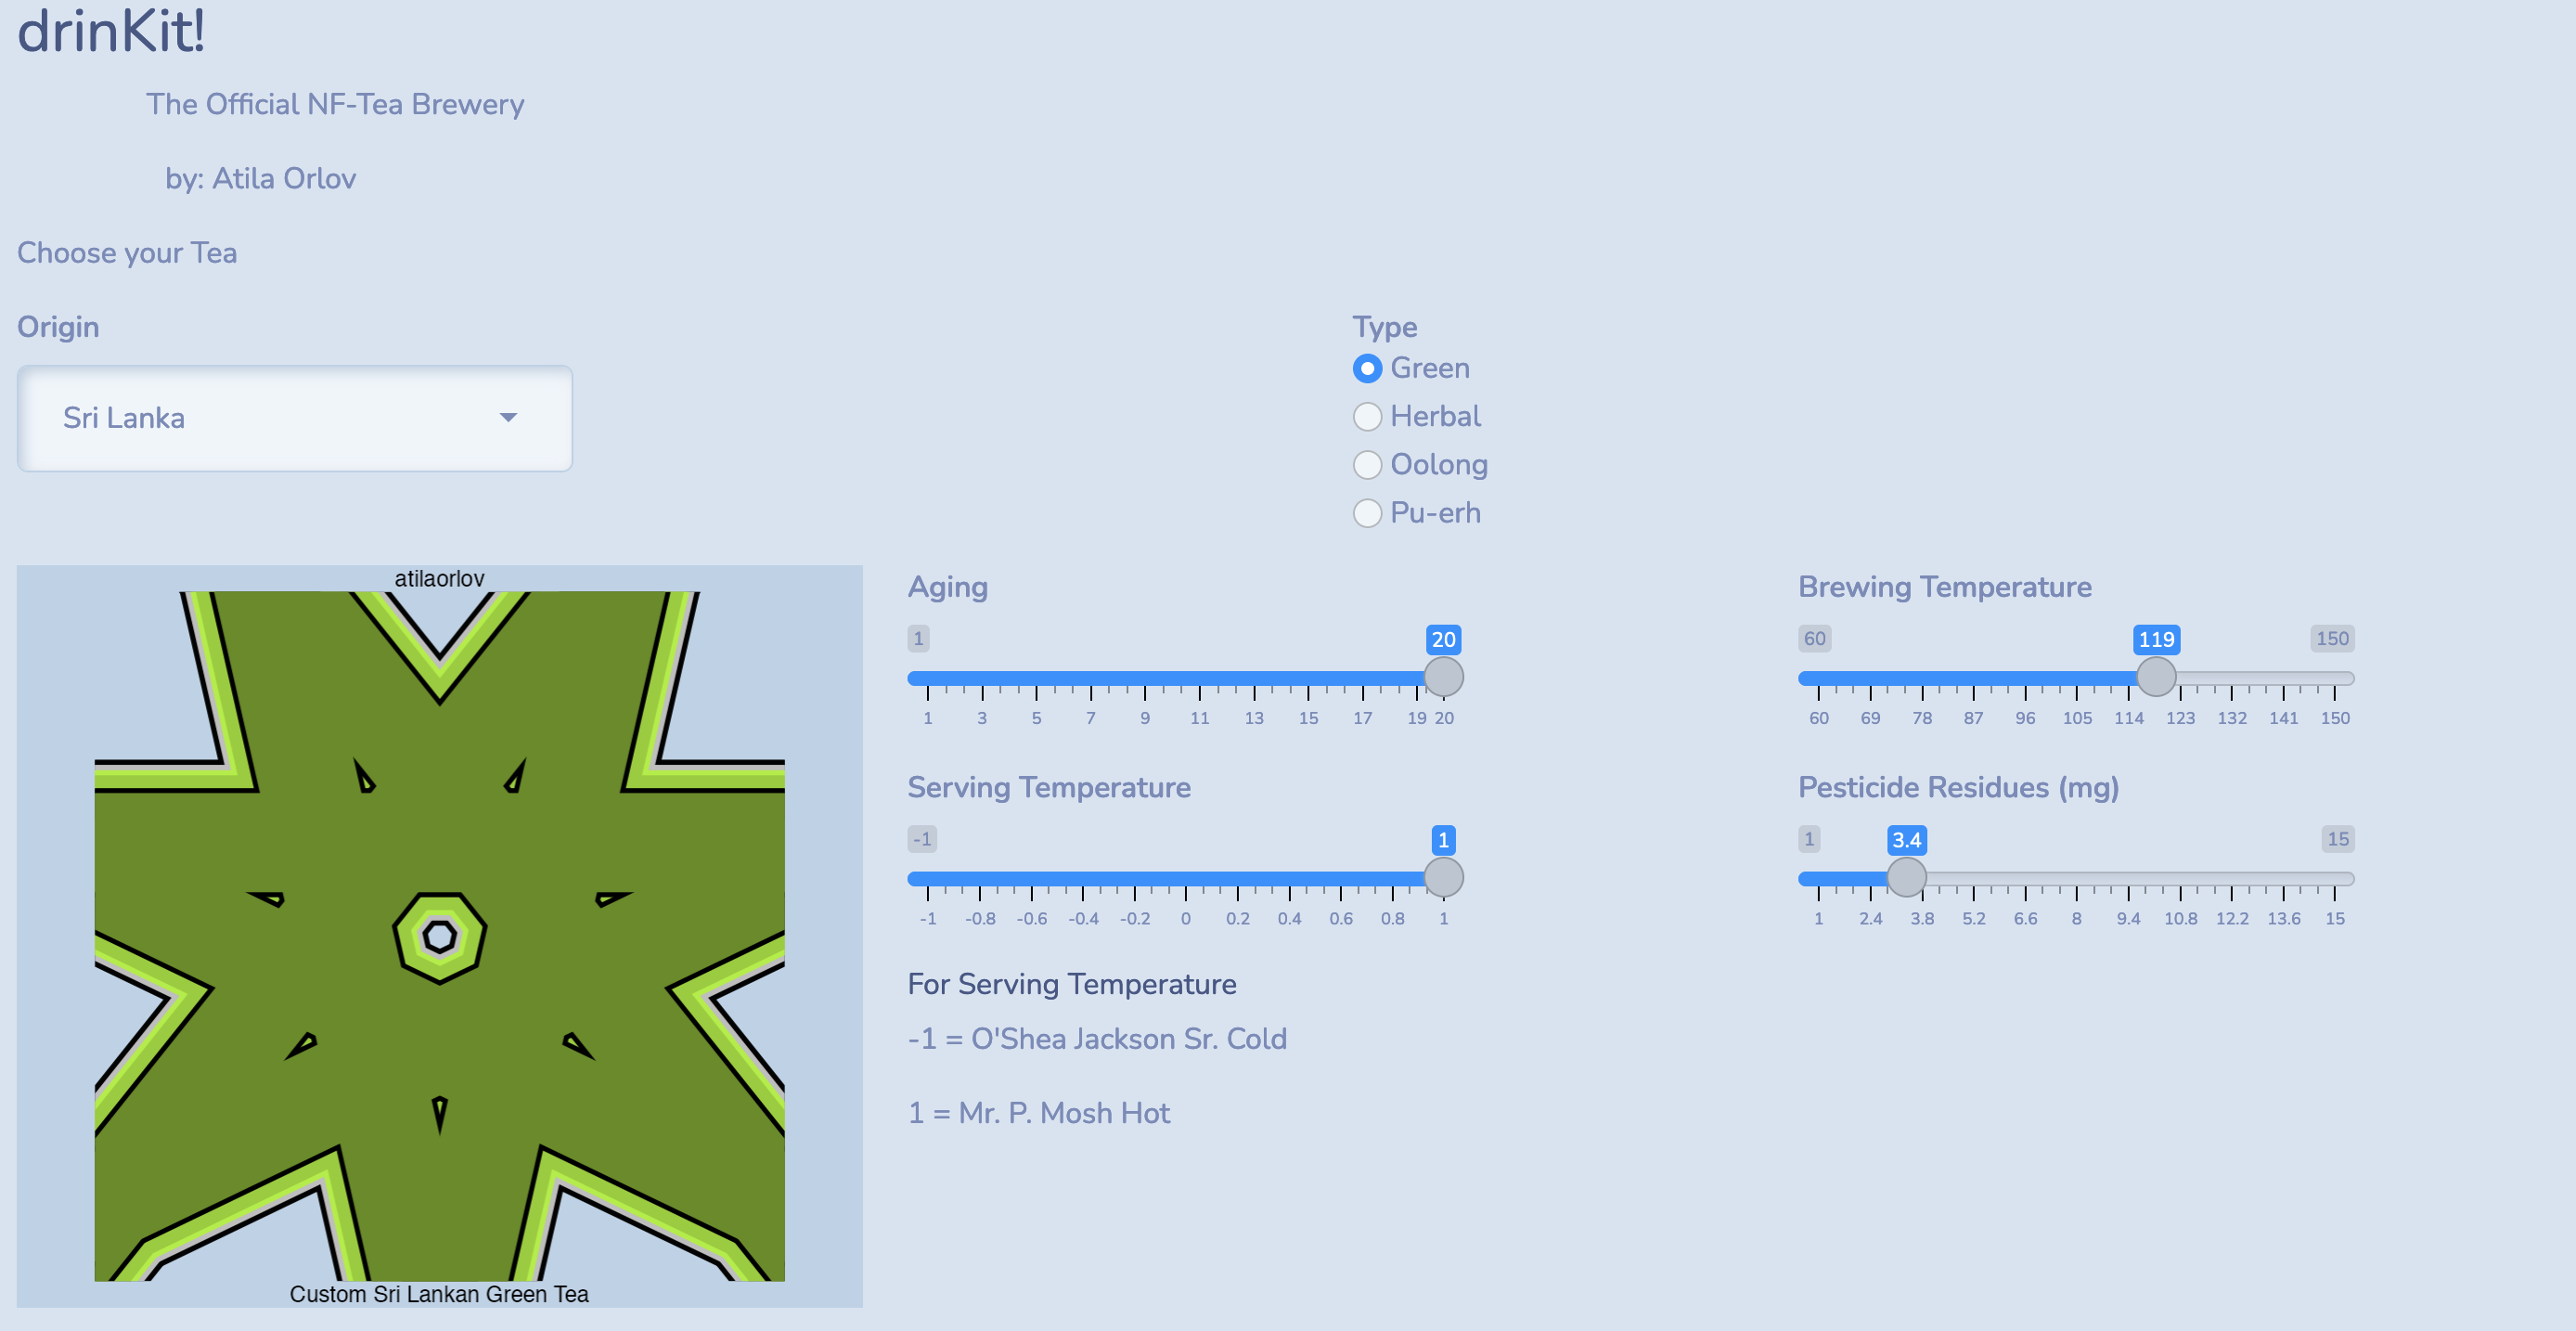 drinKit!
The Official NF-Tea Brewery
by: Atila Orlov
Choose your Tea
Origin
Sri Lanka
Type
Green
Herbal
Oolong
Pu-erh
atilaorlov
Custom Sri Lankan Green Tea
Aging
1 20
1 3 5 7 9 11 13 15 17 19 20
Brewing Temperature
60 119 150
60 69 78 87 96 105 114 123 132 141 150
Serving Temperature
-1 1
-1 -0.8 -0.6 -0.4 -0.2 0 0.2 0.4 0.6 0.8 1
Pesticide Residues (mg)
1 3.4 15
1 2.4 3.8 5.2 6.6 8 9.4 10.8 12.2 13.6 15
For Serving Temperature
-1 = O'Shea Jackson Sr. Cold
1 = Mr. P. Mosh Hot